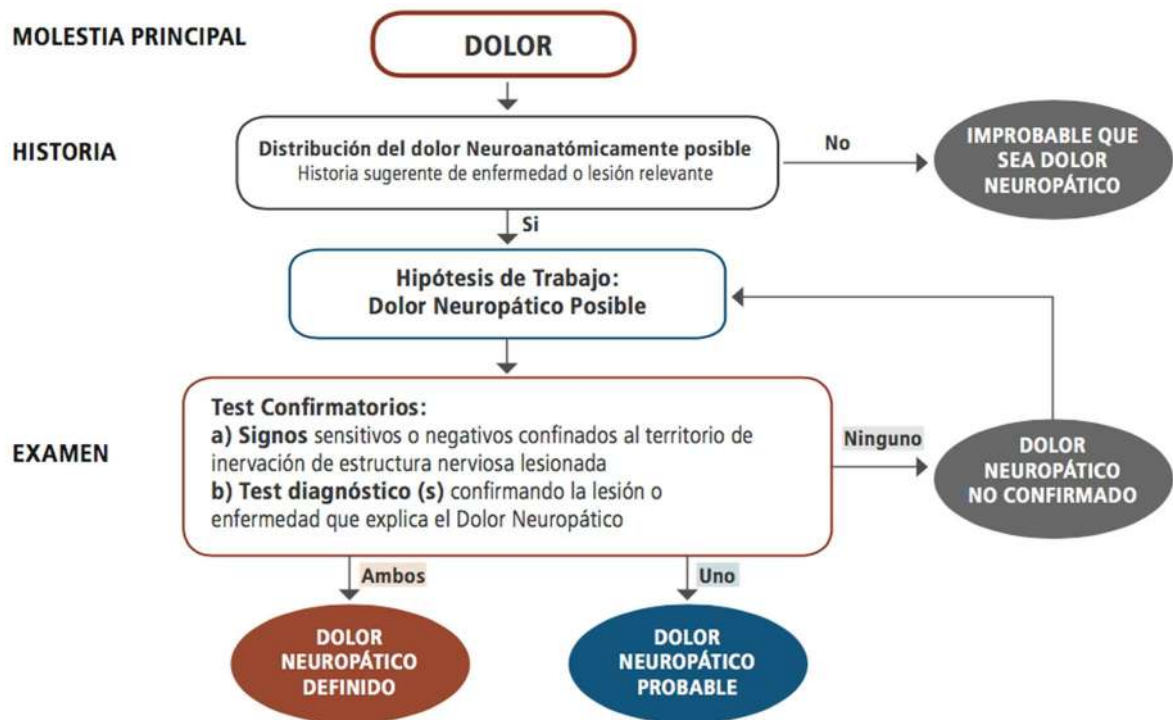 MOLESTIA PRINCIPAL
DOLOR
HISTORIA
Distribución del dolor Neuroanatómicamente posible
Historia sugerente de enfermedad o lesión relevante
No
IMPROBABLE QUE
SEA DOLOR
NEUROPÁTICO
Si
Hipótesis de Trabajo:
Dolor Neuropático Posible
EXAMEN
Test Confirmatorios:
a) Signos sensitivos o negativos confinados al territorio de
inervación de estructura nerviosa lesionada
b) Test diagnóstico (s) confirmando la lesión o
enfermedad que explica el Dolor Neuropático
Ninguno
DOLOR
NEUROPÁTICO
NO CONFIRMADO
Ambos
Uno
DOLOR
NEUROPÁTICO
DEFINIDO
DOLOR
NEUROPÁTICO
PROBABLE